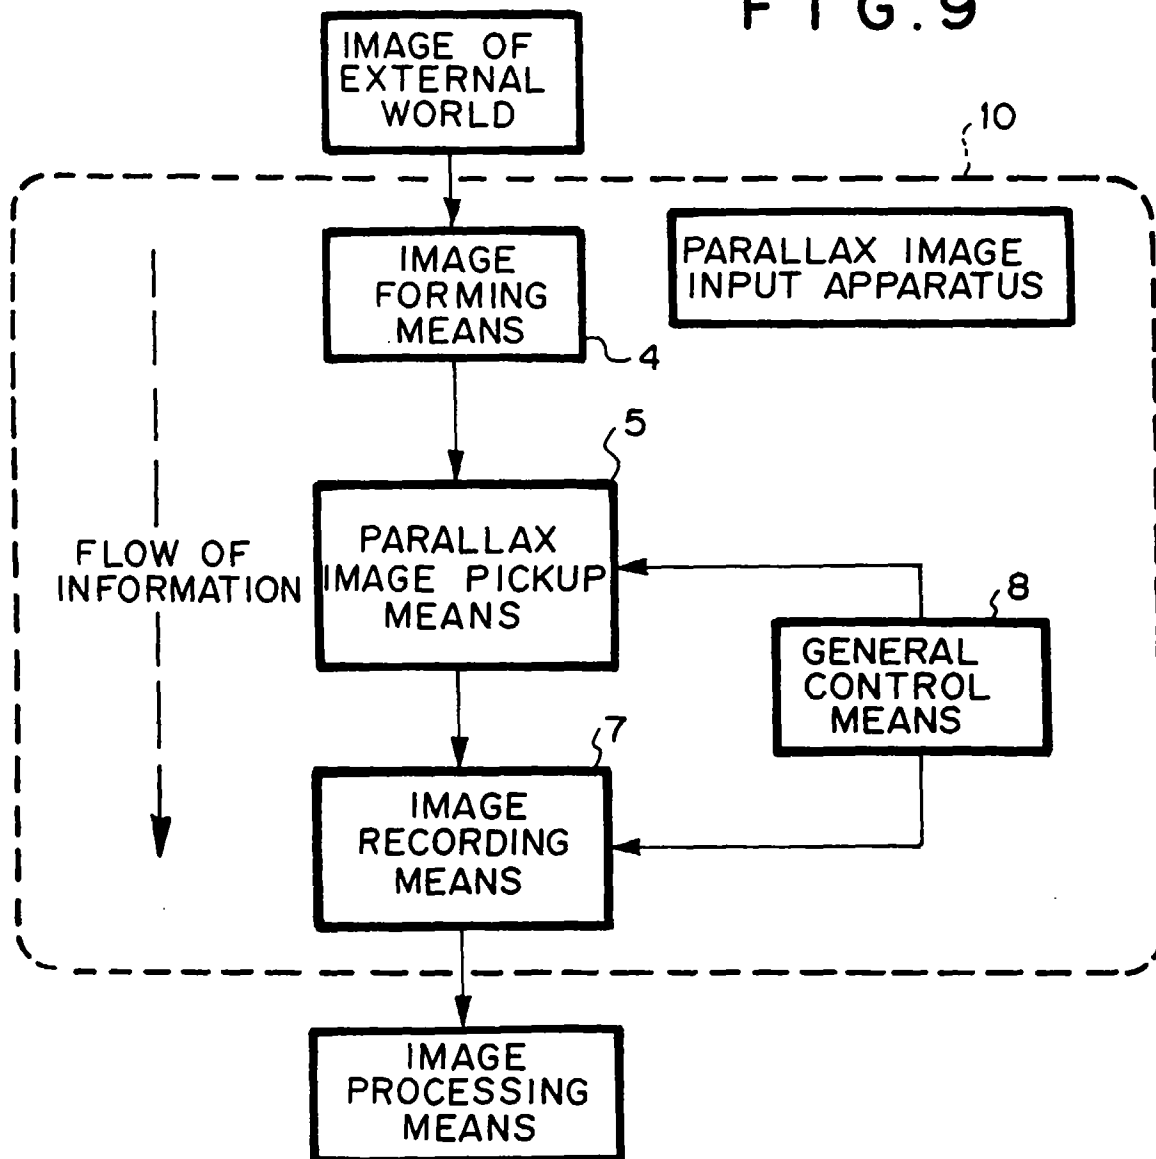 FIG.9
IMAGE OF
EXTERNAL
WORLD
10
PARALLAX IMAGE
INPUT APPARATUS
IMAGE
FORMING
MEANS
4
5
PARALLAX
IMAGE PICKUP
MEANS
FLOW OF
INFORMATION
8
GENERAL
CONTROL
MEANS
7
IMAGE
RECORDING
MEANS
IMAGE
PROCESSING
MEANS